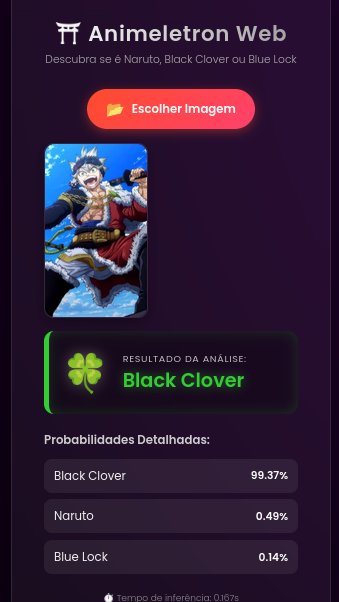 Animeletron Web
Descubra se é Naruto, Black Clover ou Blue Lock
Escolher Imagem
RESULTADO DA ANÁLISE:
Black Clover
Probabilidades Detalhadas:
Black Clover 99.37%
Naruto 0.49%
Blue Lock 0.14%
Tempo de inferência: 0.167s